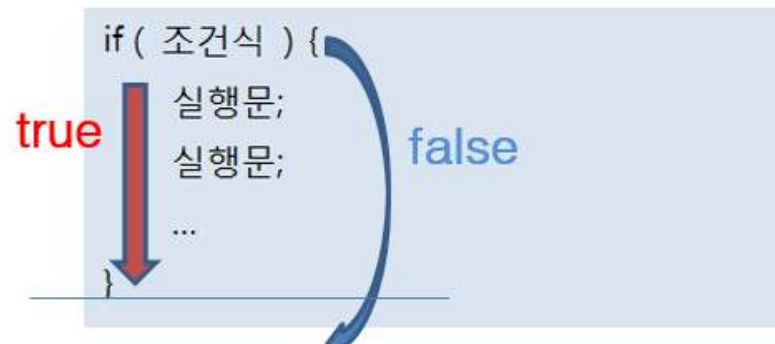 if ( 조건식 ) {
실행문;
true
실행문;
false
...
}